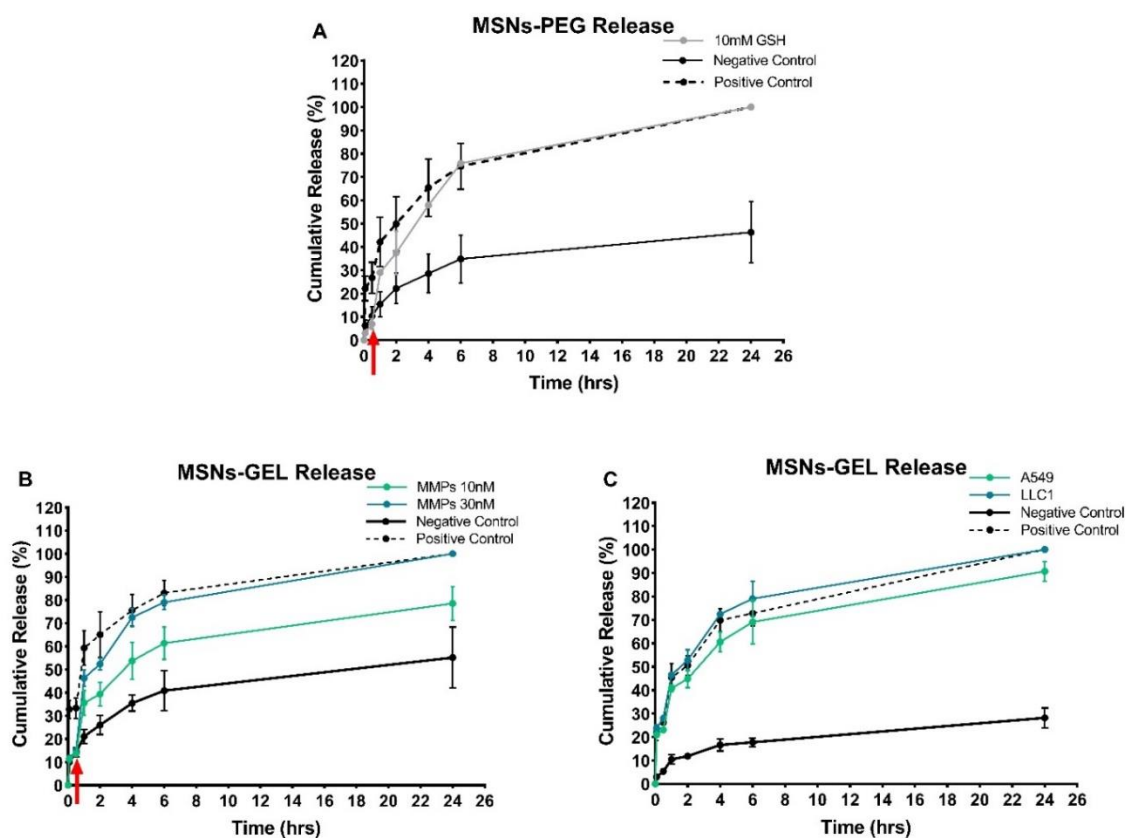 A
MSNs-PEG Release
10mM GSH
Negative Control
Positive Control
Cumulative Release (%)
120
110
100
90
80
70
60
50
40
30
20
10
0
0 2 4 6 8 10 12 14 16 18 20 22 24 26
Time (hrs)
B
MSNs-GEL Release
MMPs 10nM
MMPs 30nM
Negative Control
Positive Control
Cumulative Release (%)
120
110
100
90
80
70
60
50
40
30
20
10
0
0 2 4 6 8 10 12 14 16 18 20 22 24 26
Time (hrs)
C
MSNs-GEL Release
A549
LLC1
Negative Control
Positive Control
Cumulative Release (%)
120
110
100
90
80
70
60
50
40
30
20
10
0
0 2 4 6 8 10 12 14 16 18 20 22 24 26
Time (hrs)